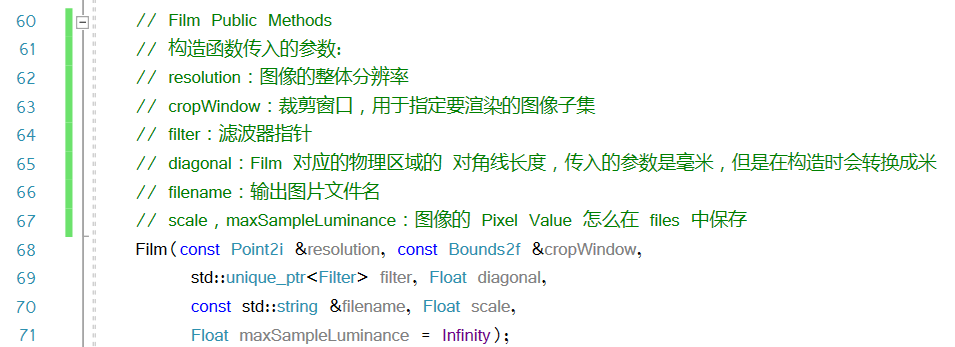 60 // Film Public Methods
61 // 构造函数传入的参数：
62 // resolution：图像的整体分辨率
63 // cropWindow：裁剪窗口，用于指定要渲染的图像子集
64 // filter：滤波器指针
65 // diagonal：Film 对应的物理区域的 对角线长度，传入的参数是毫米，但是在构造时会转换成米
66 // filename：输出图片文件名
67 // scale，maxSampleLuminance：图像的 Pixel Value 怎么在 files 中保存
68 Film(const Point2i &resolution, const Bounds2f &cropWindow,
69 std::unique_ptr<Filter> filter, Float diagonal,
70 const std::string &filename, Float scale,
71 Float maxSampleLuminance = Infinity);